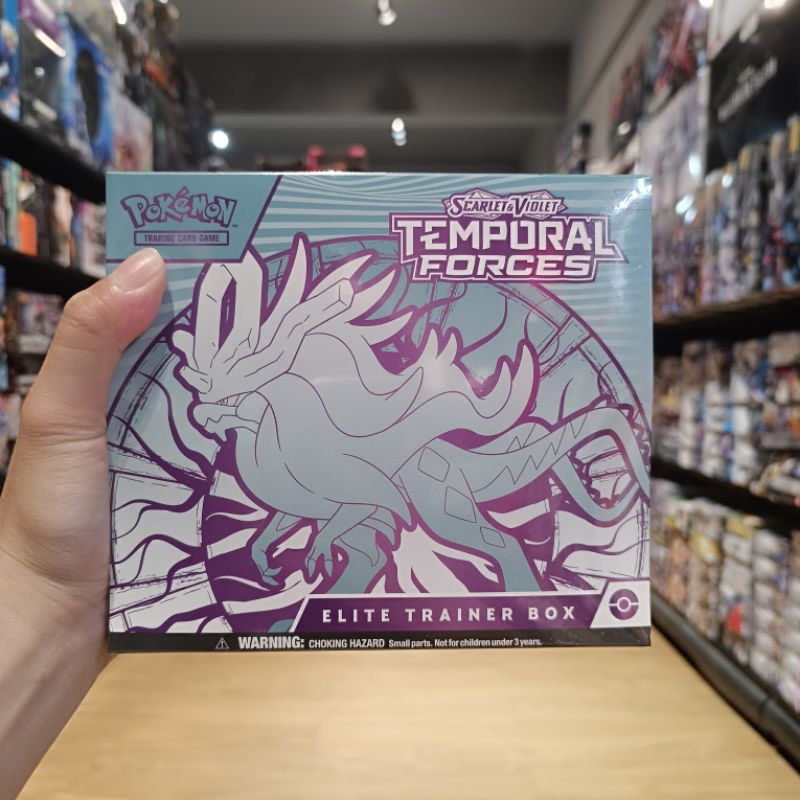 POKÉMON
TRADING CARD GAME
SCARLET & VIOLET
TEMPORAL
FORCES
ELITE TRAINER BOX
WARNING: CHOKING HAZARD Small parts. Not for children under 3 years.